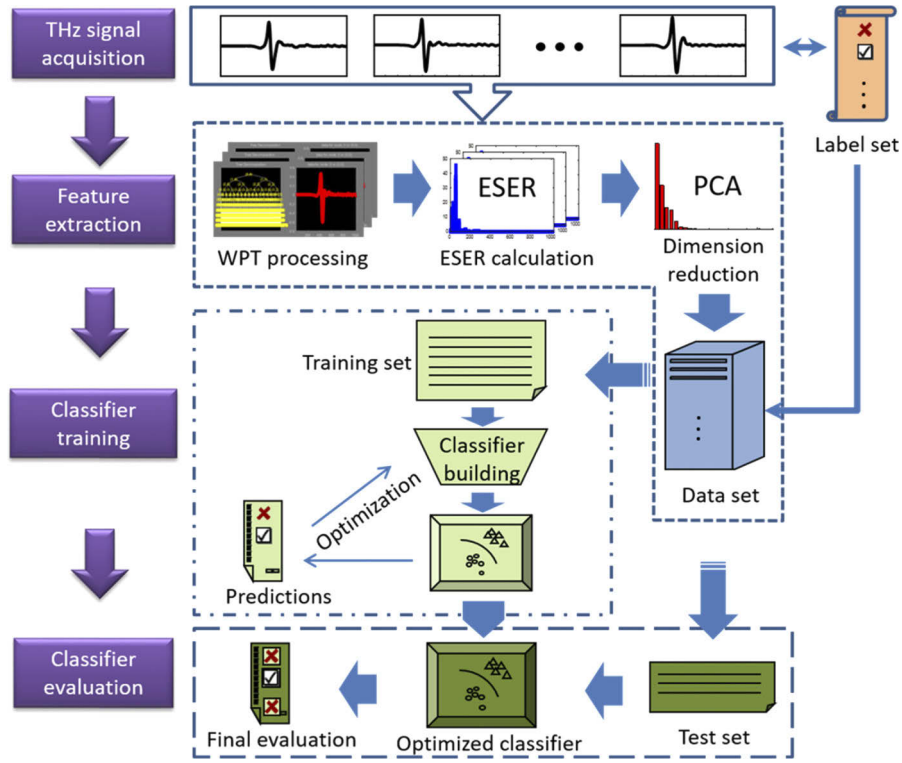 THz signal
acquisition
Label set
Feature
extraction
ESER
PCA
WPT processing
ESER calculation
Dimension
reduction
Training set
Classifier
training
Classifier
building
Optimization
Data set
Predictions
Classifier
evaluation
Final evaluation
Optimized classifier
Test set